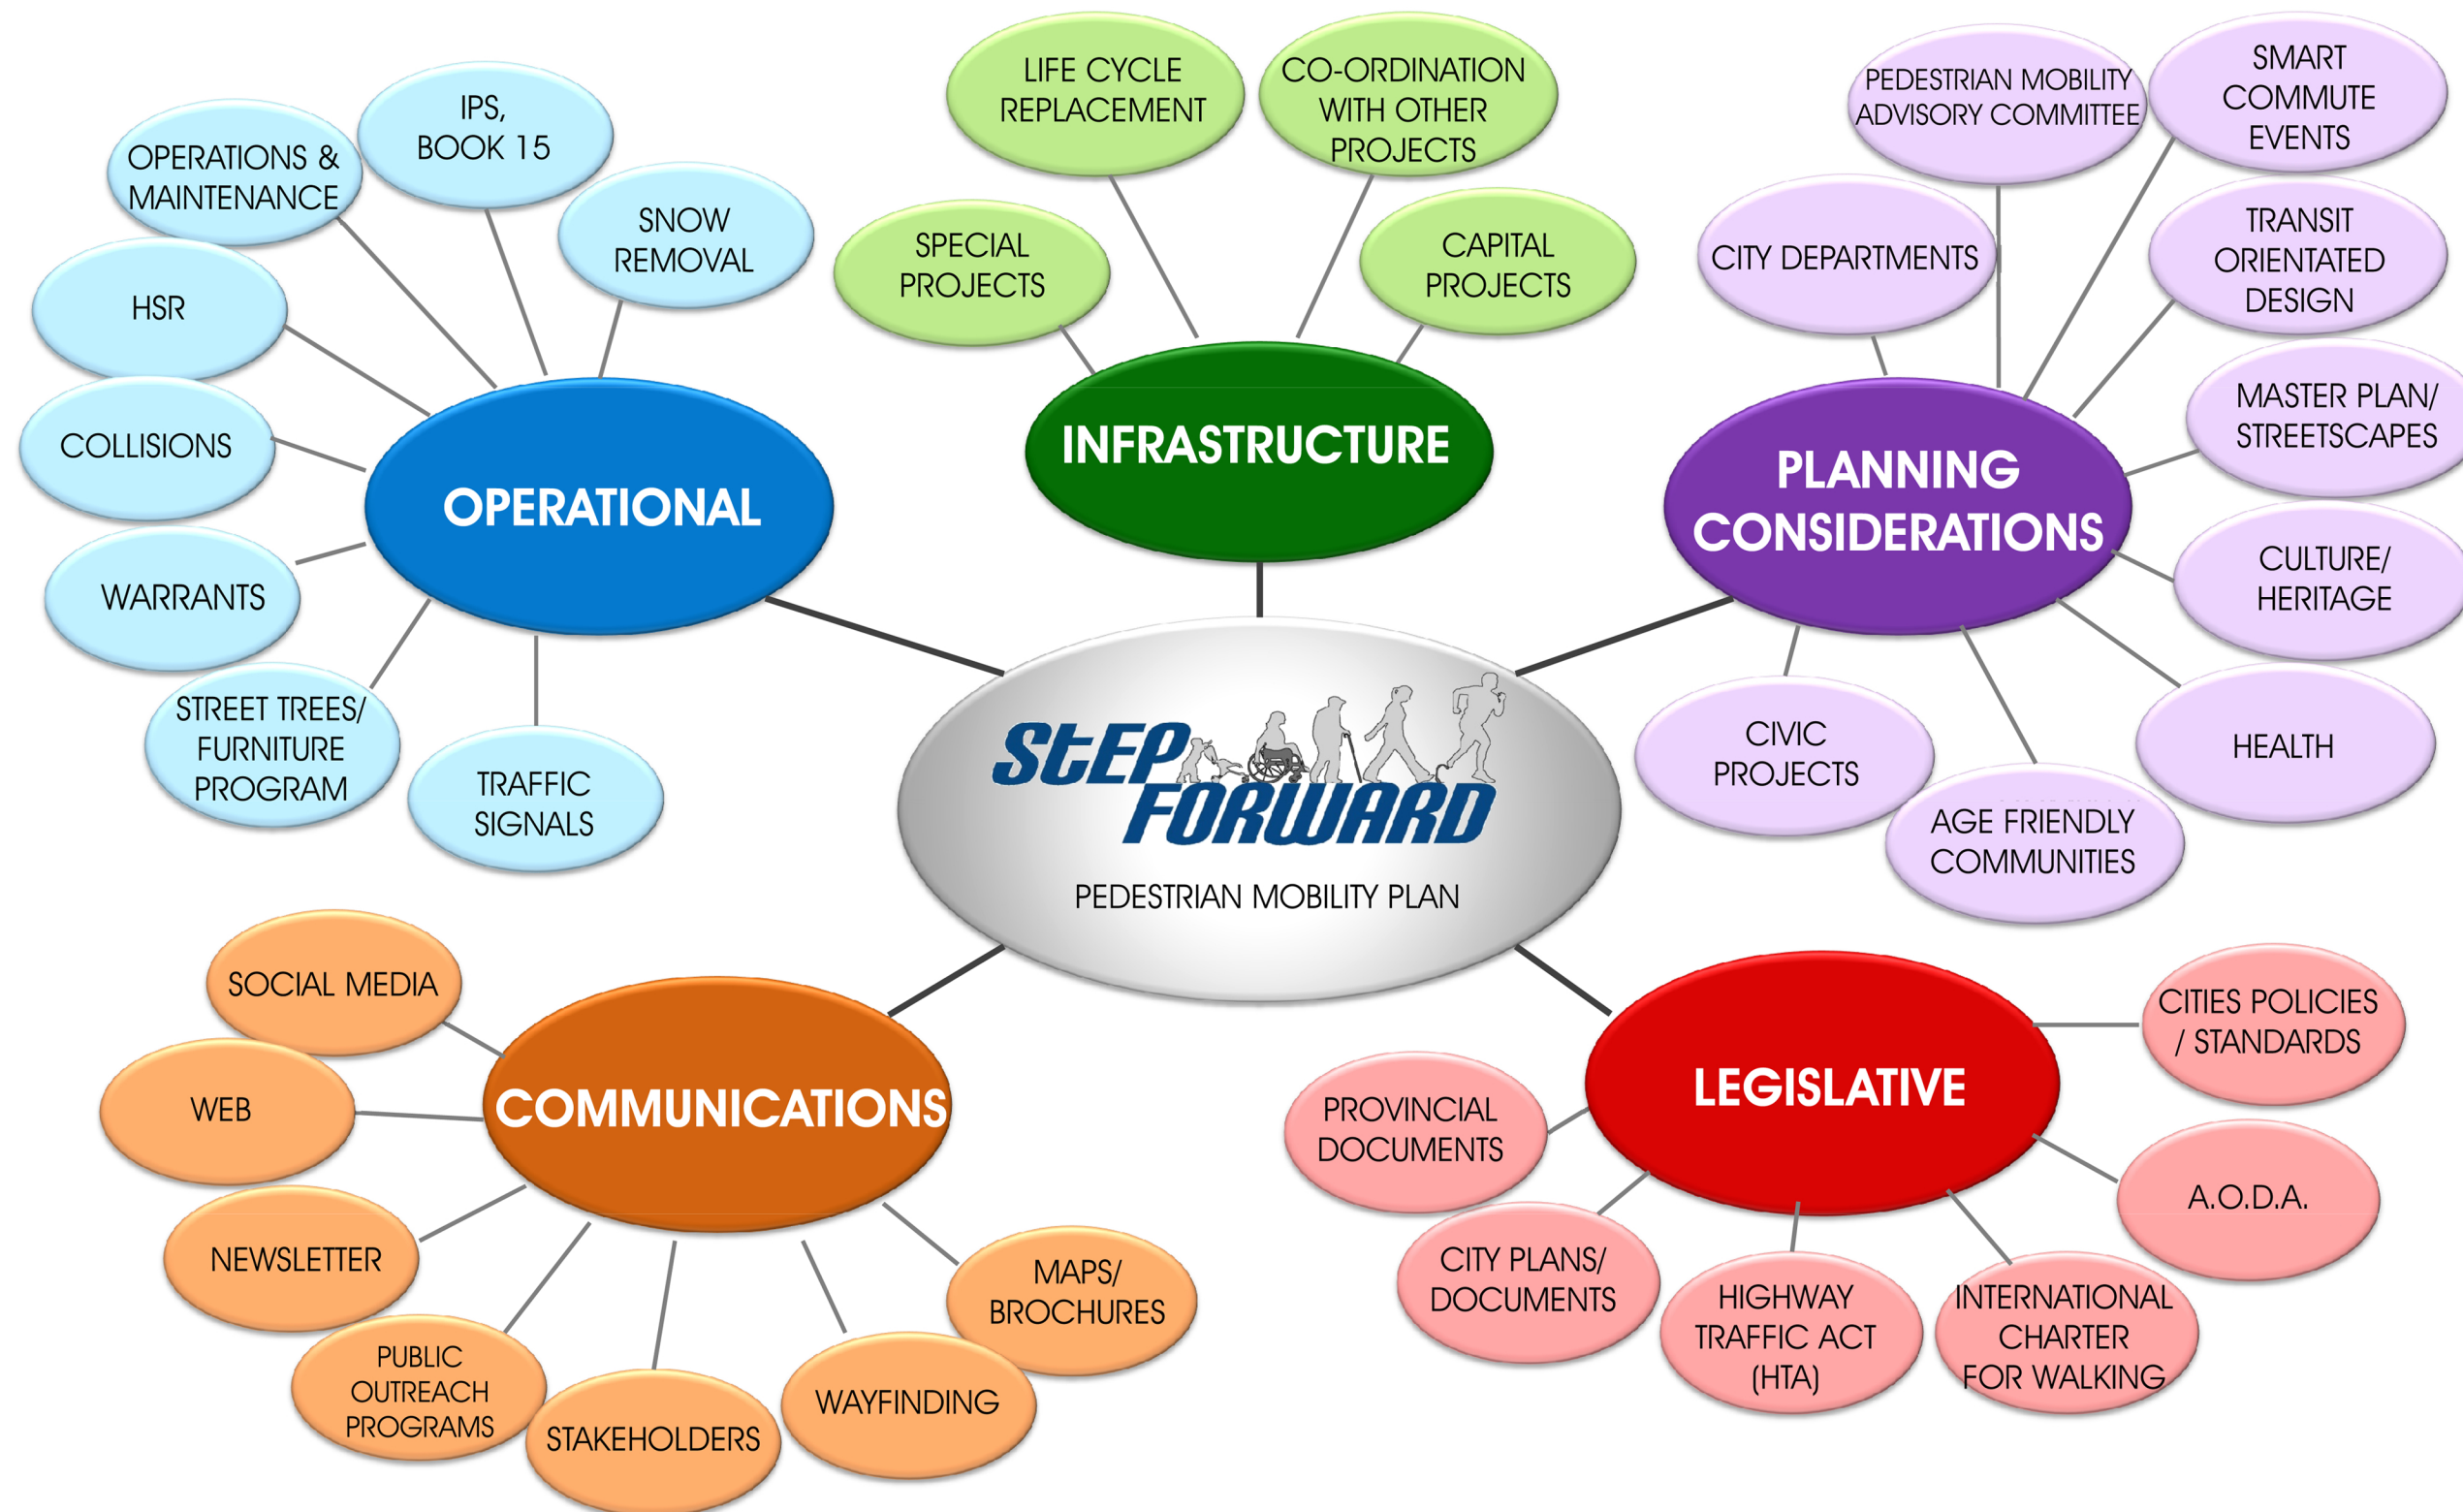 OPERATIONS &
MAINTENANCE
IPS,
BOOK 15
SNOW
REMOVAL
HSR
COLLISIONS
WARRANTS
STREET TREES/
FURNITURE
PROGRAM
TRAFFIC
SIGNALS
OPERATIONAL
LIFE CYCLE
REPLACEMENT
CO-ORDINATION
WITH OTHER
PROJECTS
SPECIAL
PROJECTS
CAPITAL
PROJECTS
INFRASTRUCTURE
PEDESTRIAN MOBILITY
ADVISORY COMMITTEE
SMART
COMMUTE
EVENTS
CITY DEPARTMENTS
TRANSIT
ORIENTATED
DESIGN
MASTER PLAN/
STREETSCAPES
PLANNING
CONSIDERATIONS
CULTURE/
HERITAGE
HEALTH
CIVIC
PROJECTS
AGE FRIENDLY
COMMUNITIES
StEP
FORWARD
PEDESTRIAN MOBILITY PLAN
SOCIAL MEDIA
WEB
COMMUNICATIONS
NEWSLETTER
PUBLIC
OUTREACH
PROGRAMS
STAKEHOLDERS
WAYFINDING
MAPS/
BROCHURES
LEGISLATIVE
CITIES POLICIES
/ STANDARDS
PROVINCIAL
DOCUMENTS
A.O.D.A.
CITY PLANS/
DOCUMENTS
HIGHWAY
TRAFFIC ACT
(HTA)
INTERNATIONAL
CHARTER
FOR WALKING